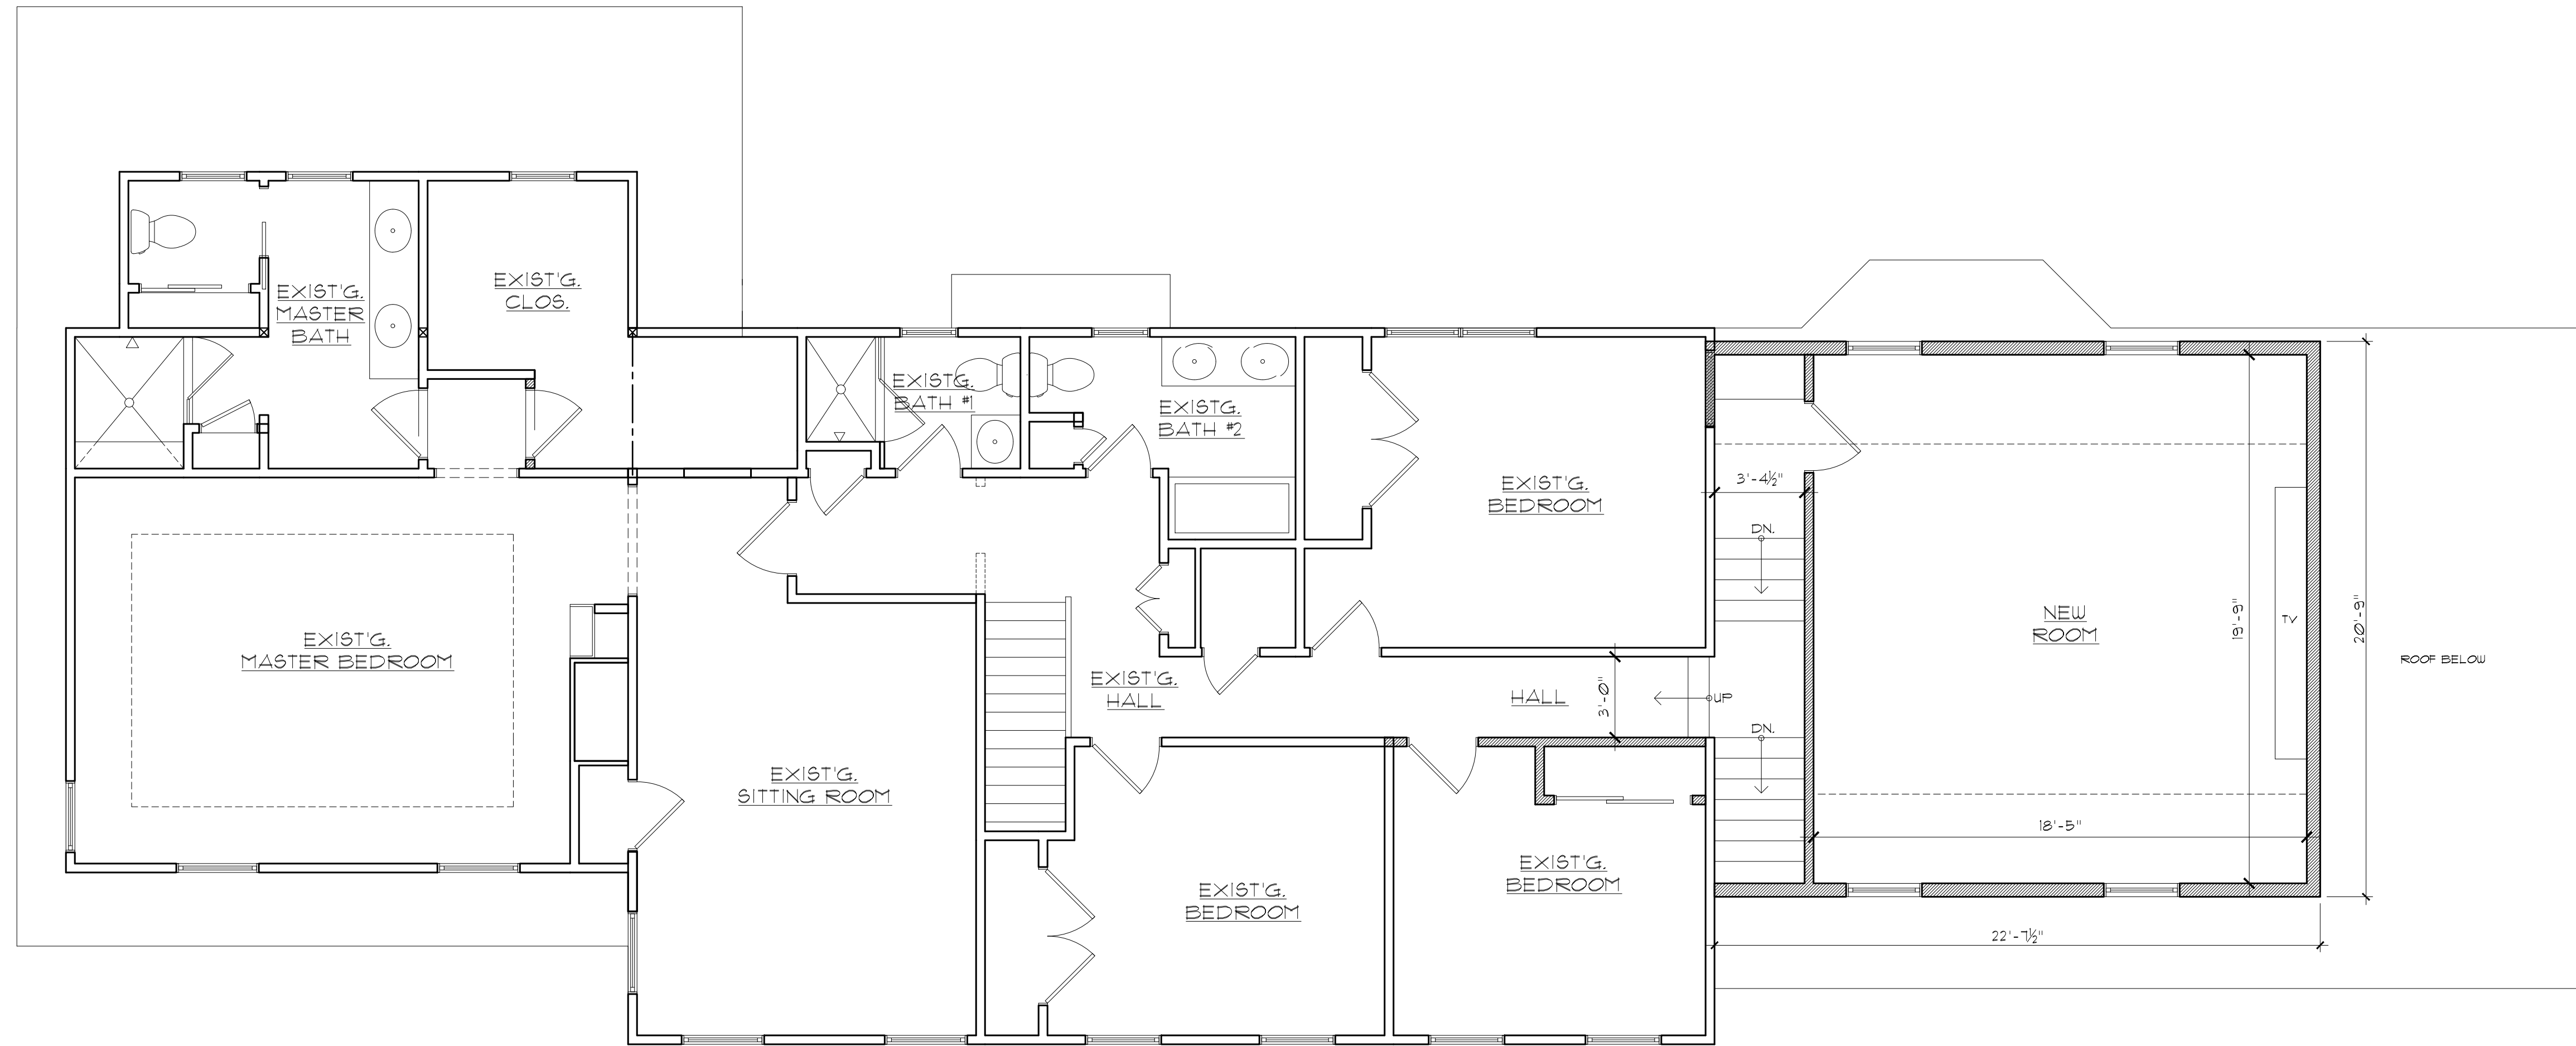 EXIST'G.
MASTER
BATH
EXIST'G.
CLOS.
EXISTG.
BATH #1
EXISTG.
BATH #2
EXIST'G.
BEDROOM
3'-4½"
DN.
NEW
ROOM
19'-9"
TV
20'-9"
ROOF BELOW
EXIST'G.
MASTER BEDROOM
EXIST'G.
HALL
HALL
3'-0"
UP
DN.
EXIST'G.
SITTING ROOM
18'-5"
EXIST'G.
BEDROOM
EXIST'G.
BEDROOM
22'-7½"